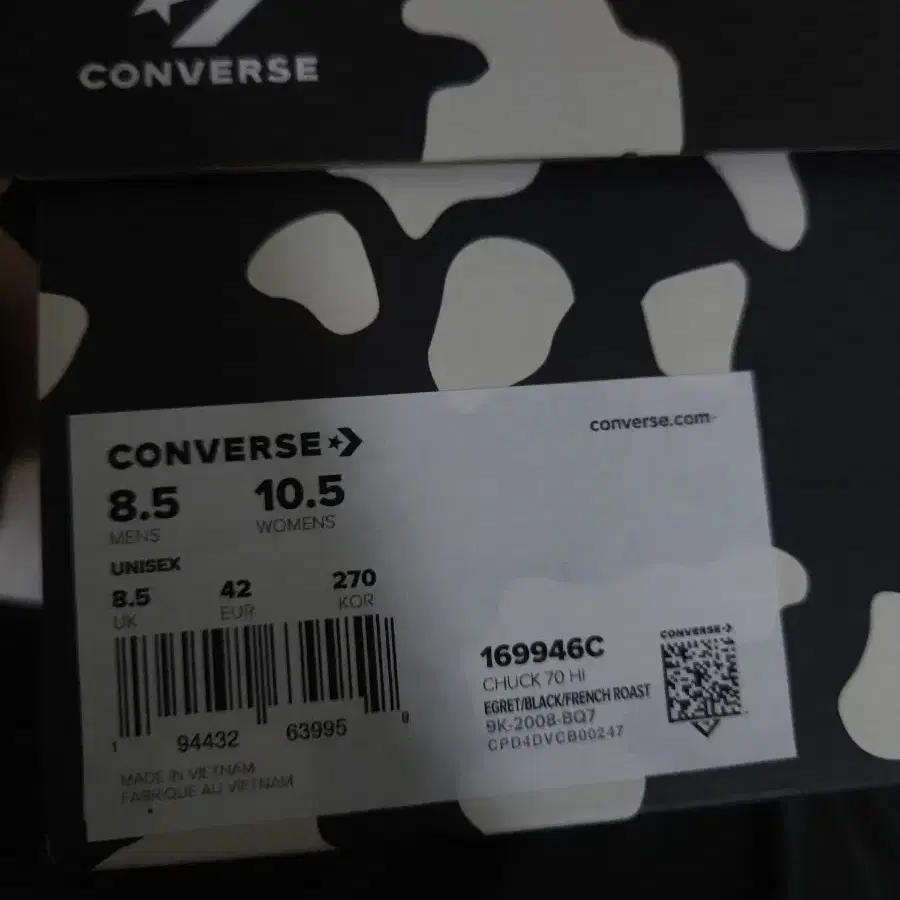 CONVERSE
CONVERSE
converse.com
8.5 10.5
MENS WOMENS
UNISEX
8.5 42 270
UK EUR KOR
1 94432 63995 9
MADE IN VIETNAM
FABRIQUE AU VIETNAM
CONVERSE
169946C
CHUCK 70 HI
EGRET/BLACK/FRENCH ROAST
9K-2008-BQ7
CPD4DVCB00247